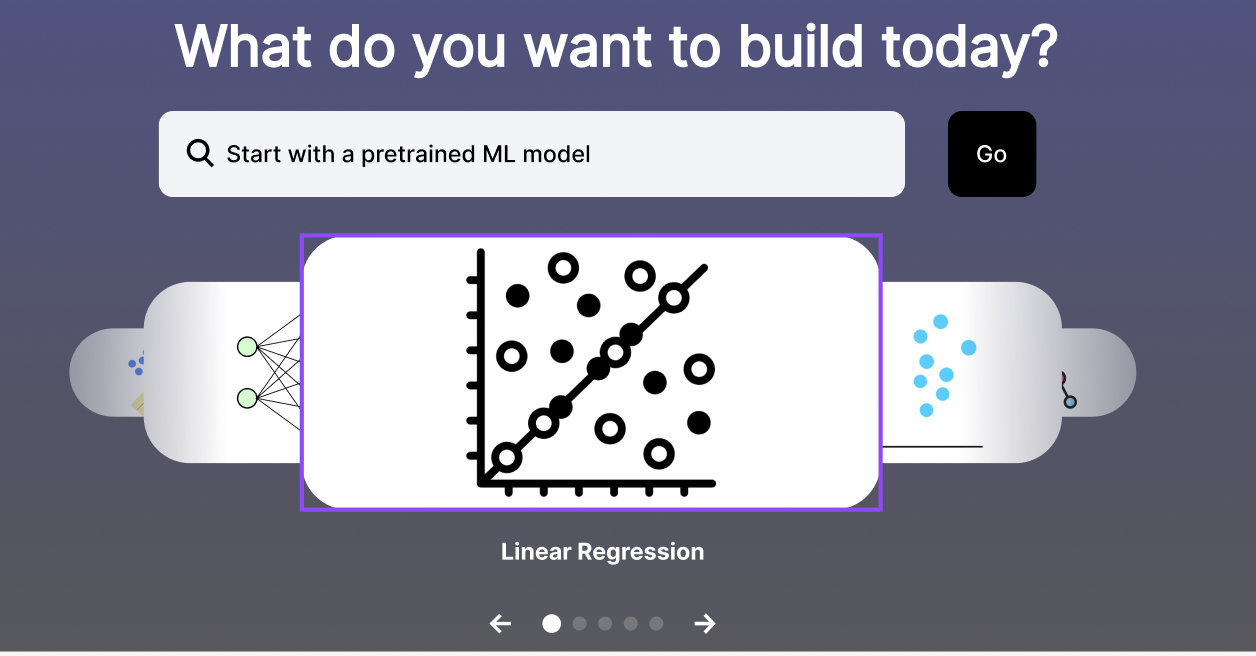 What do you want to build today?
Start with a pretrained ML model
Go
Linear Regression